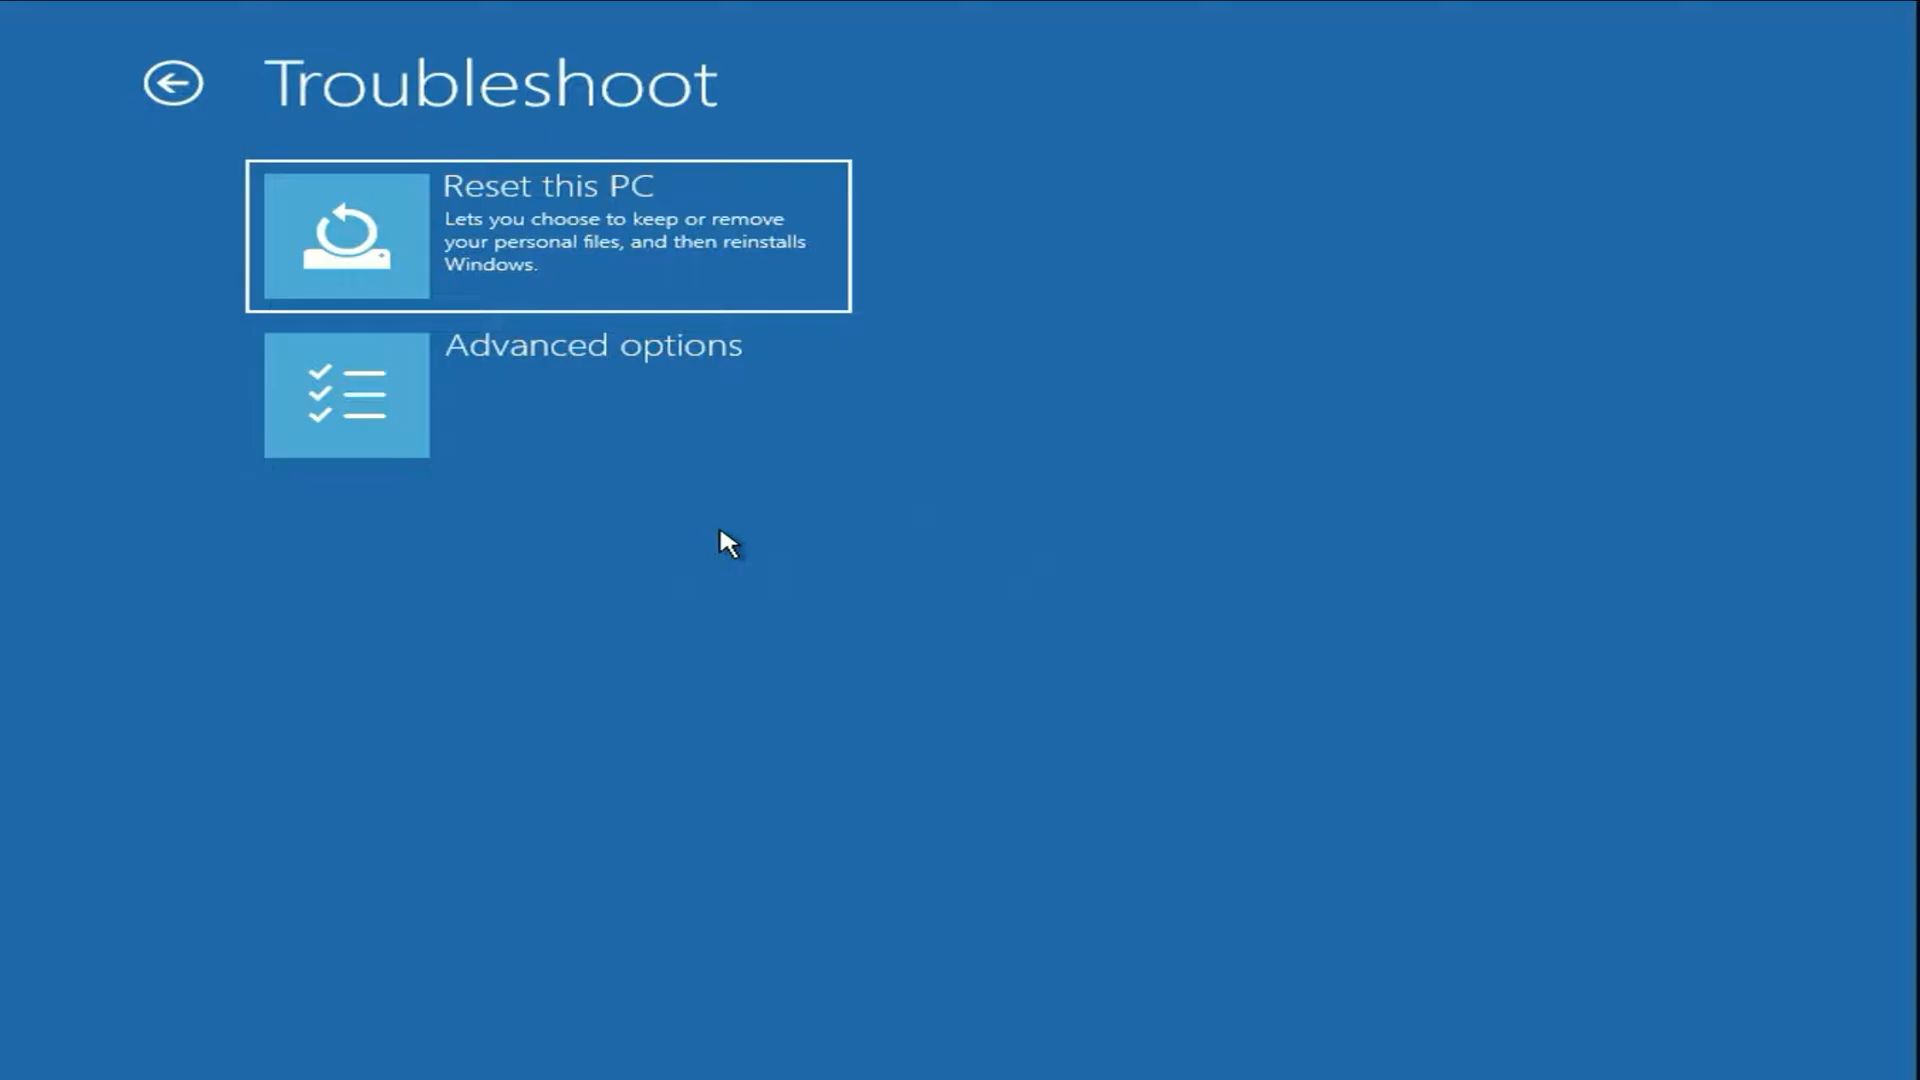 Troubleshoot
Reset this PC
Lets you choose to keep or remove
your personal files, and then reinstalls
Windows.
Advanced options